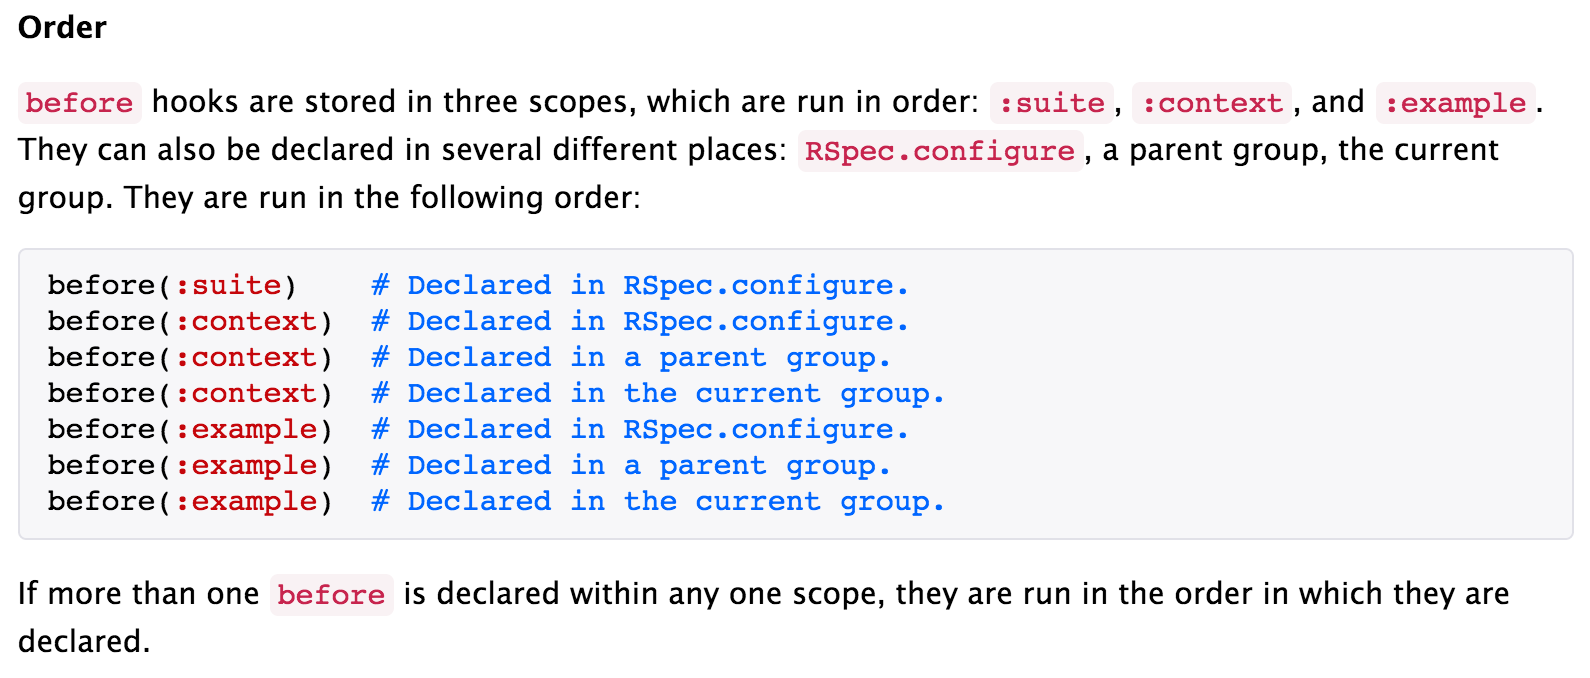 Order
before hooks are stored in three scopes, which are run in order: :suite, :context, and :example.
They can also be declared in several different places: RSpec.configure, a parent group, the current
group. They are run in the following order:
before(:suite)    # Declared in RSpec.configure.
before(:context)  # Declared in RSpec.configure.
before(:context)  # Declared in a parent group.
before(:context)  # Declared in the current group.
before(:example)  # Declared in RSpec.configure.
before(:example)  # Declared in a parent group.
before(:example)  # Declared in the current group.
If more than one before is declared within any one scope, they are run in the order in which they are
declared.